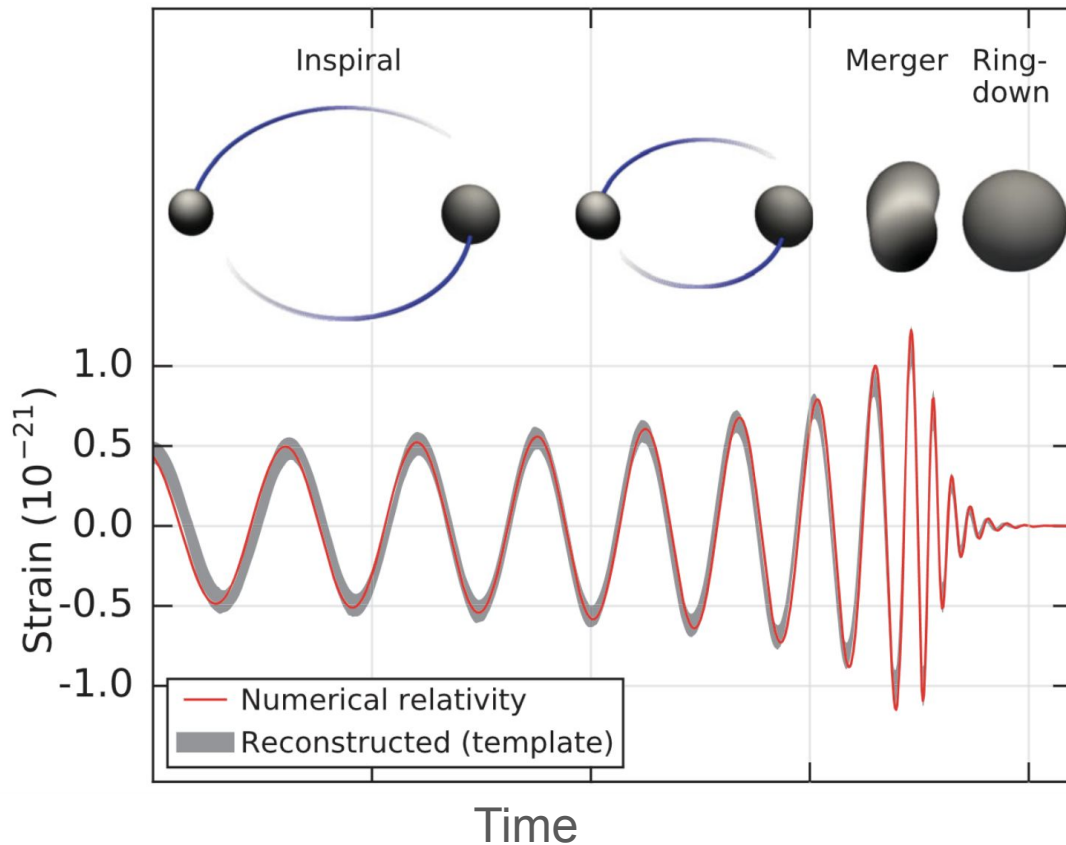 Inspiral
Merger
Ring-
down
Strain (10⁻²¹)
1.0
0.5
0.0
-0.5
-1.0
Numerical relativity
Reconstructed (template)
Time